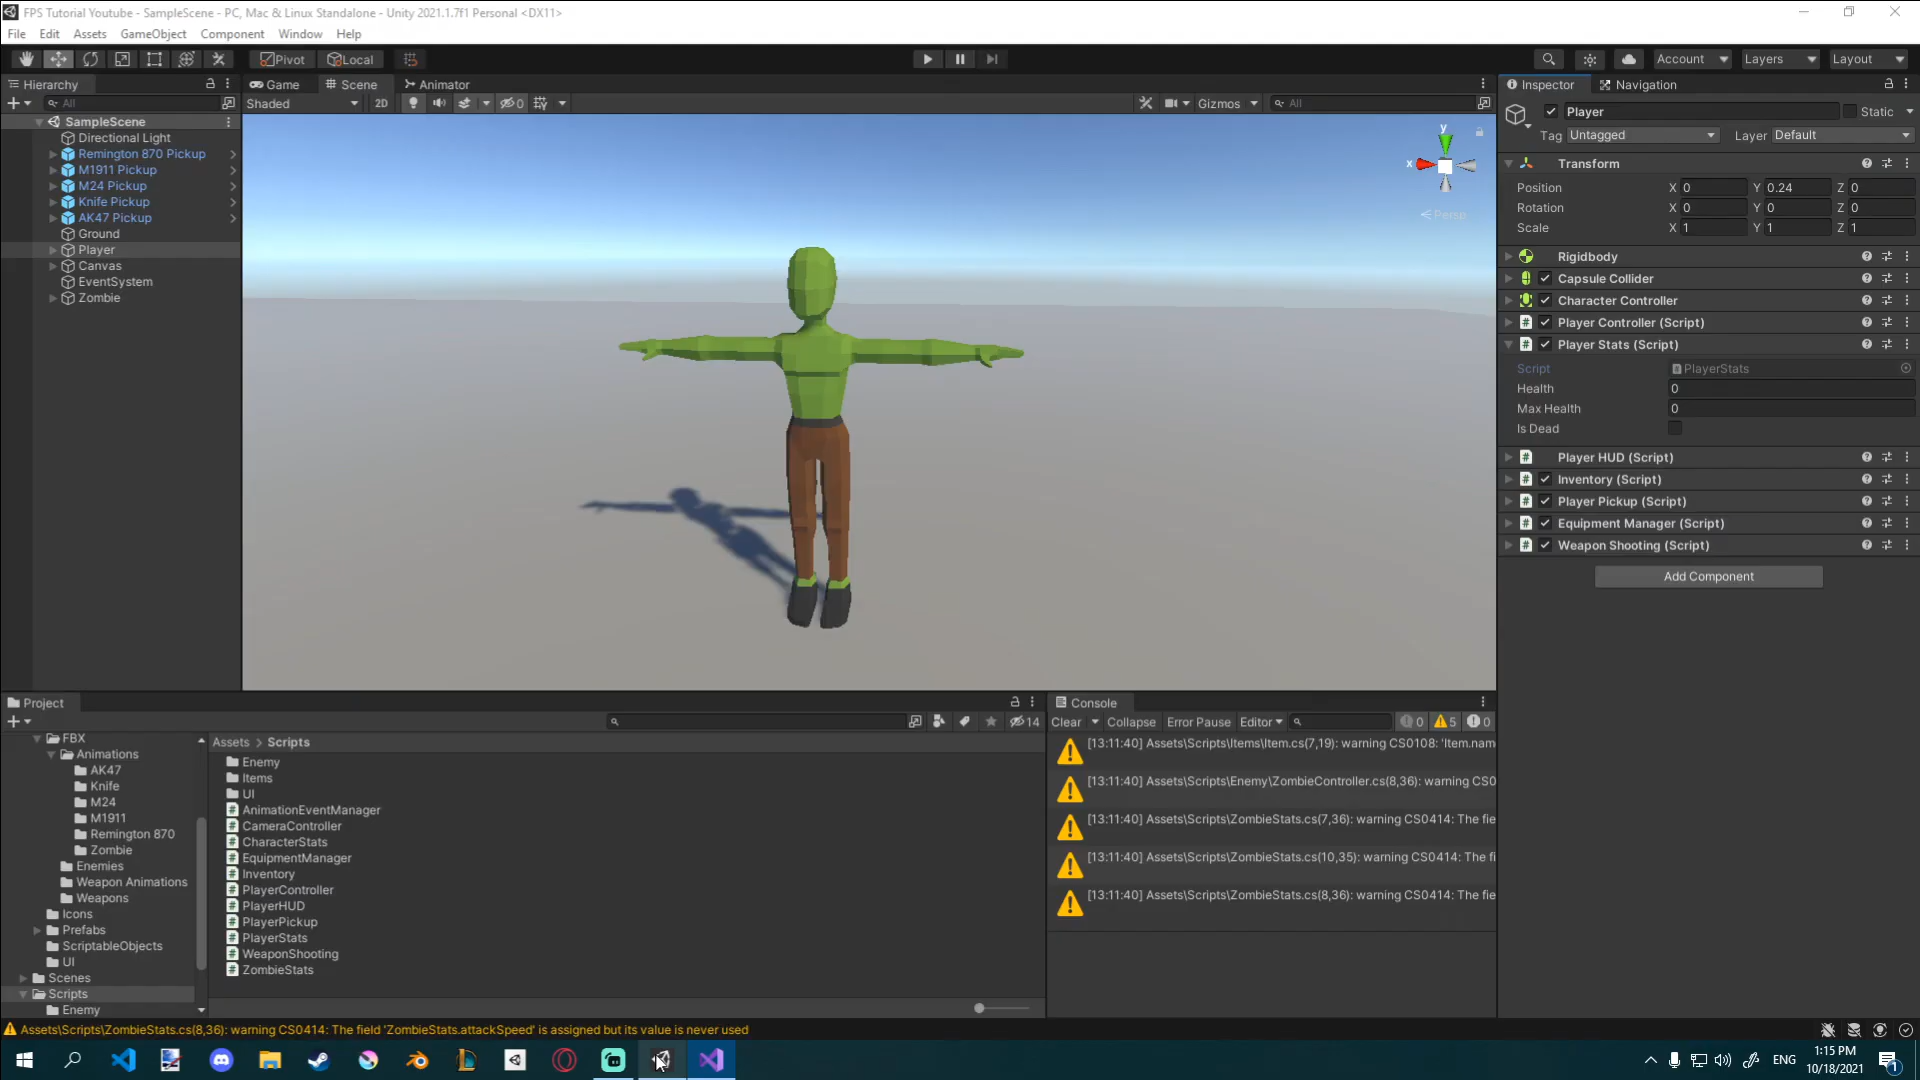 FPS Tutorial Youtube - SampleScene - PC, Mac & Linux Standalone - Unity 2021.1.7f1 Personal <DX11>
File Edit Assets GameObject Component Window Help
Pivot Local Account Layers Layout
Hierarchy
All
SampleScene
Directional Light
Remington 870 Pickup
M1911 Pickup
M24 Pickup
Knife Pickup
AK47 Pickup
Ground
Player
Canvas
EventSystem
Zombie
Game Scene Animator
Shaded 2D 0 Gizmos All
y
x
Persp
Inspector Navigation
Player Static
Tag Untagged Layer Default
Transform
Position X 0 Y 0.24 Z 0
Rotation X 0 Y 0 Z 0
Scale X 1 Y 1 Z 1
Rigidbody
Capsule Collider
Character Controller
Player Controller (Script)
Player Stats (Script)
Script PlayerStats
Health 0
Max Health 0
Is Dead
Player HUD (Script)
Inventory (Script)
Player Pickup (Script)
Equipment Manager (Script)
Weapon Shooting (Script)
Add Component
Project
14
FBX
Animations
AK47
Knife
M24
M1911
Remington 870
Zombie
Enemies
Weapon Animations
Weapons
Icons
Prefabs
ScriptableObjects
UI
Scenes
Scripts
Enemy
Assets > Scripts
Enemy
Items
UI
AnimationEventManager
CameraController
CharacterStats
EquipmentManager
Inventory
PlayerController
PlayerHUD
PlayerPickup
PlayerStats
WeaponShooting
ZombieStats
Console
Clear Collapse Error Pause Editor 0 5 0
[13:11:40] Assets\Scripts\Items\Item.cs(7,19): warning CS0108: 'Item.nam
[13:11:40] Assets\Scripts\Enemy\ZombieController.cs(8,36): warning CS0
[13:11:40] Assets\Scripts\ZombieStats.cs(7,36): warning CS0414: The fie
[13:11:40] Assets\Scripts\ZombieStats.cs(10,35): warning CS0414: The fi
[13:11:40] Assets\Scripts\ZombieStats.cs(8,36): warning CS0414: The fie
Assets\Scripts\ZombieStats.cs(8,36): warning CS0414: The field 'ZombieStats.attackSpeed' is assigned but its value is never used
ENG
1:15 PM
10/18/2021
1